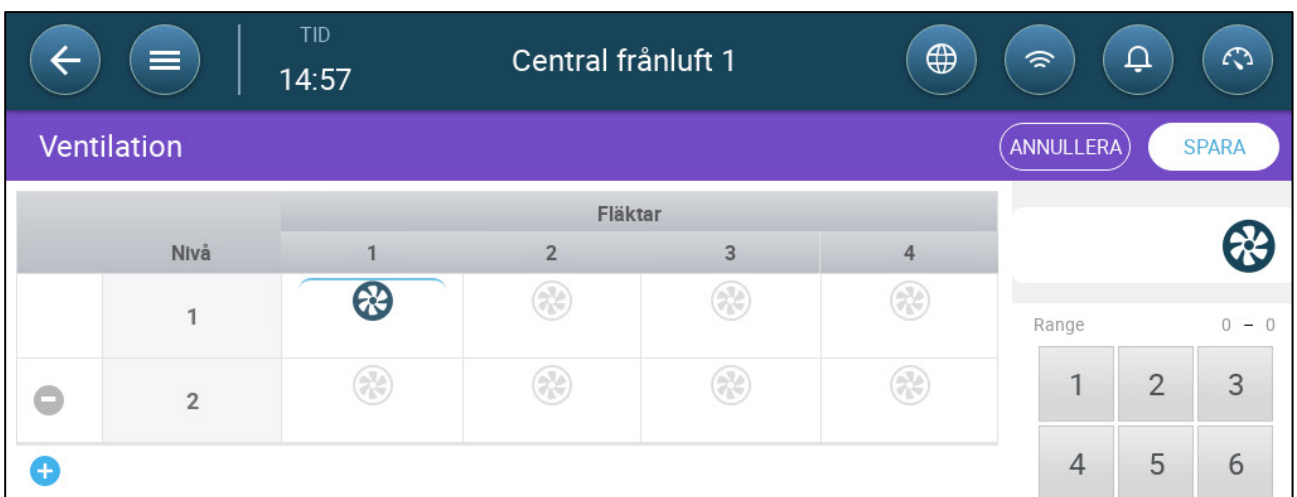 TID
14:57
Central frånluft 1
Ventilation
ANNULLERA
SPARA
Fläktar
Nivå 1 2 3 4
1
Range 0 – 0
2
1 2 3
4 5 6